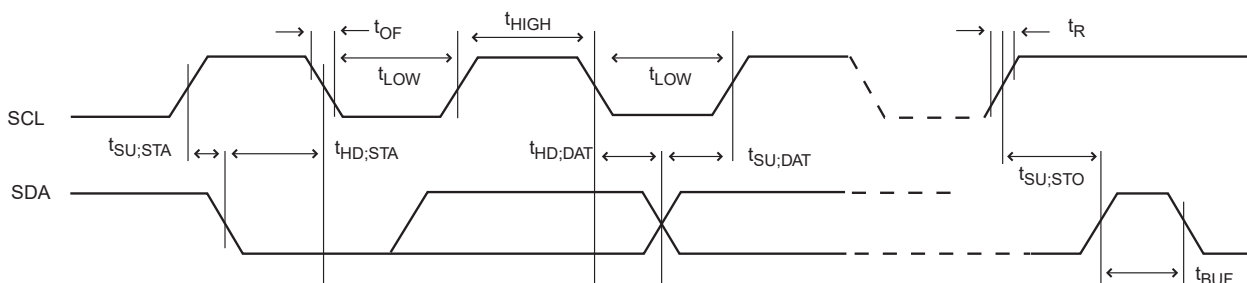 tOF
tHIGH
tR
tLOW
tLOW
SCL
tSU;STA
tHD;STA
tHD;DAT
tSU;DAT
tSU;STO
SDA
tBUF